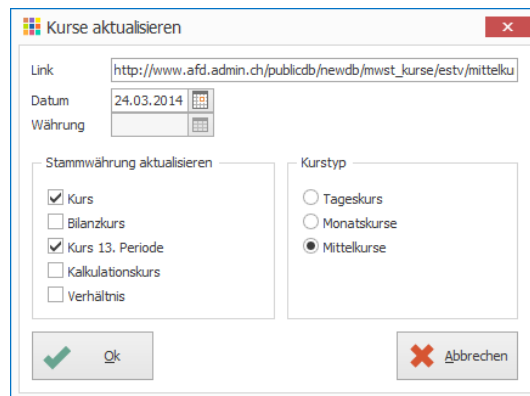 Kurse aktualisieren
Link http://www.afd.admin.ch/publicdb/newdb/mwst_kurse/estv/mittelku
Datum 24.03.2014
Währung
Stammwährung aktualisieren
Kurs
Bilanzkurs
Kurs 13. Periode
Kalkulationskurs
Verhältnis
Kurstyp
Tageskurs
Monatskurse
Mittelkurse
Ok
Abbrechen